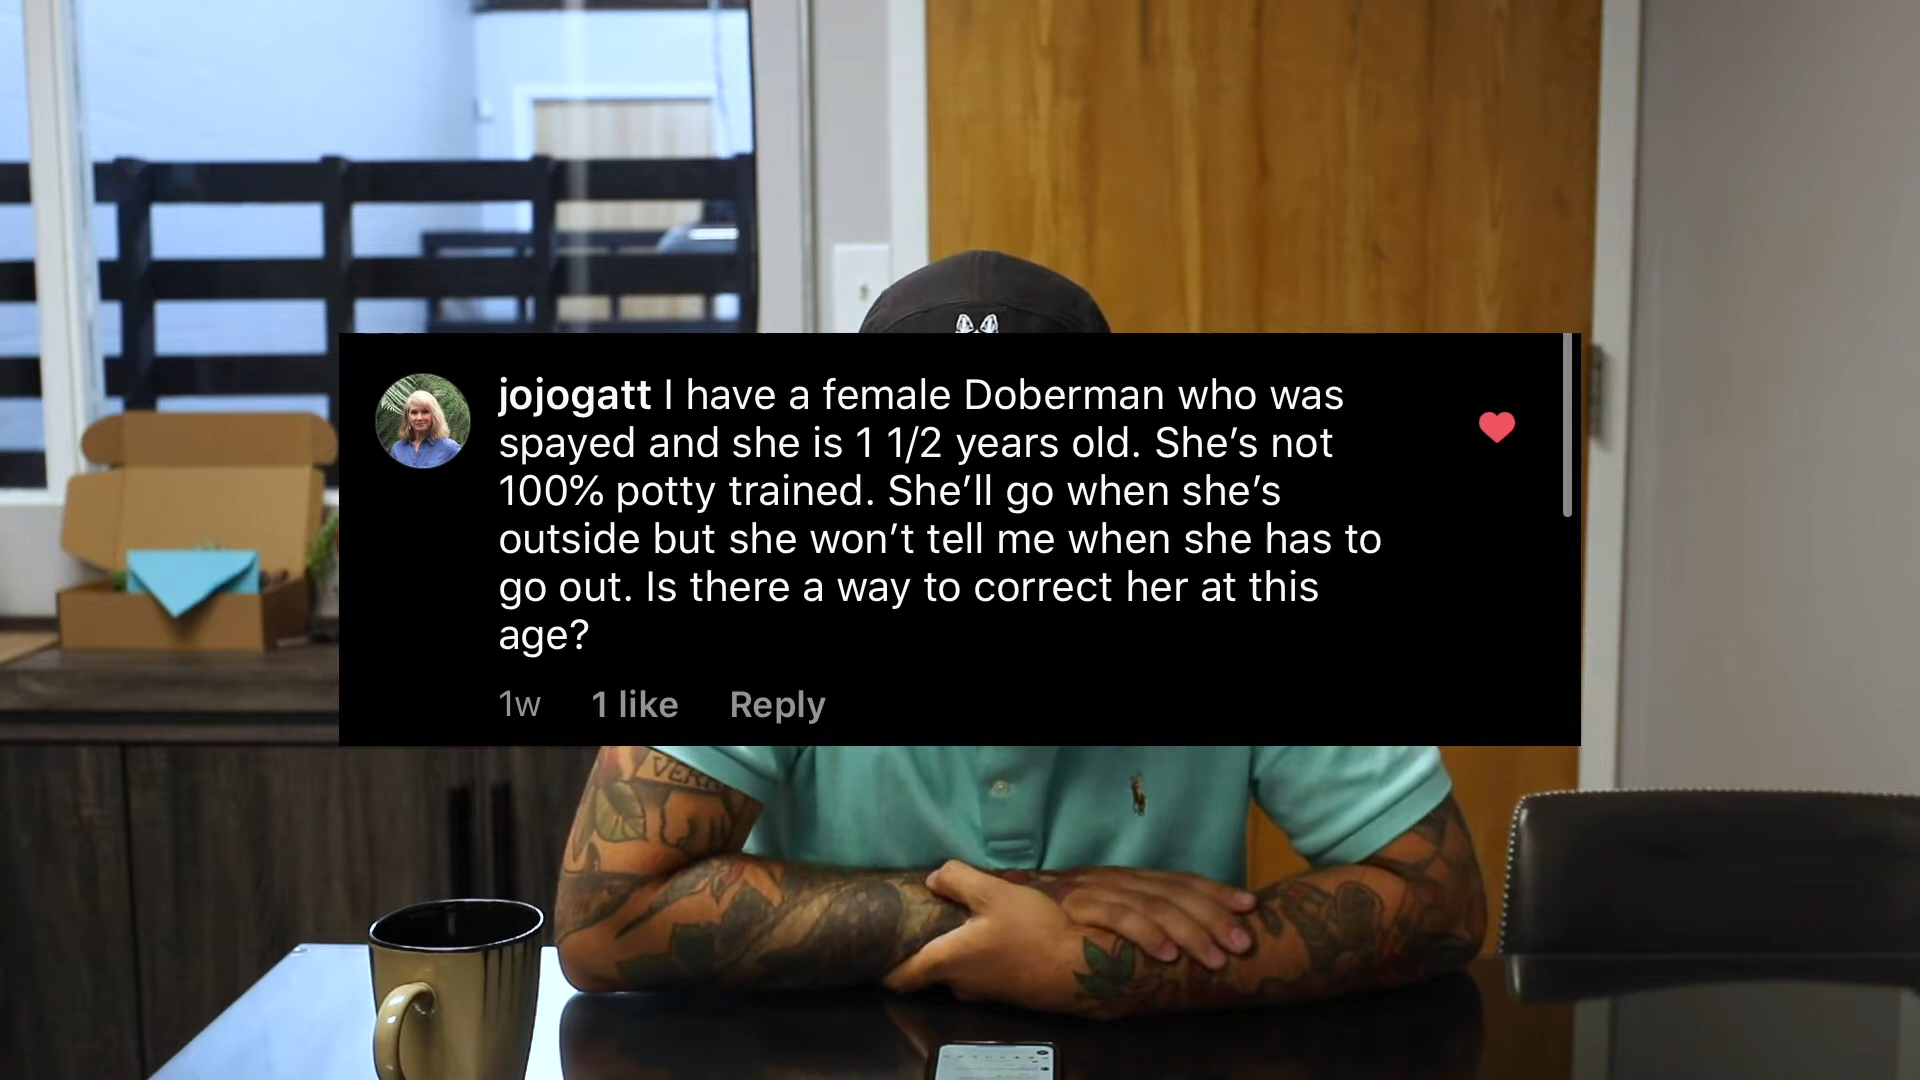 jojogatt I have a female Doberman who was
spayed and she is 1 1/2 years old. She’s not
100% potty trained. She’ll go when she’s
outside but she won’t tell me when she has to
go out. Is there a way to correct her at this
age?
1w 1 like Reply